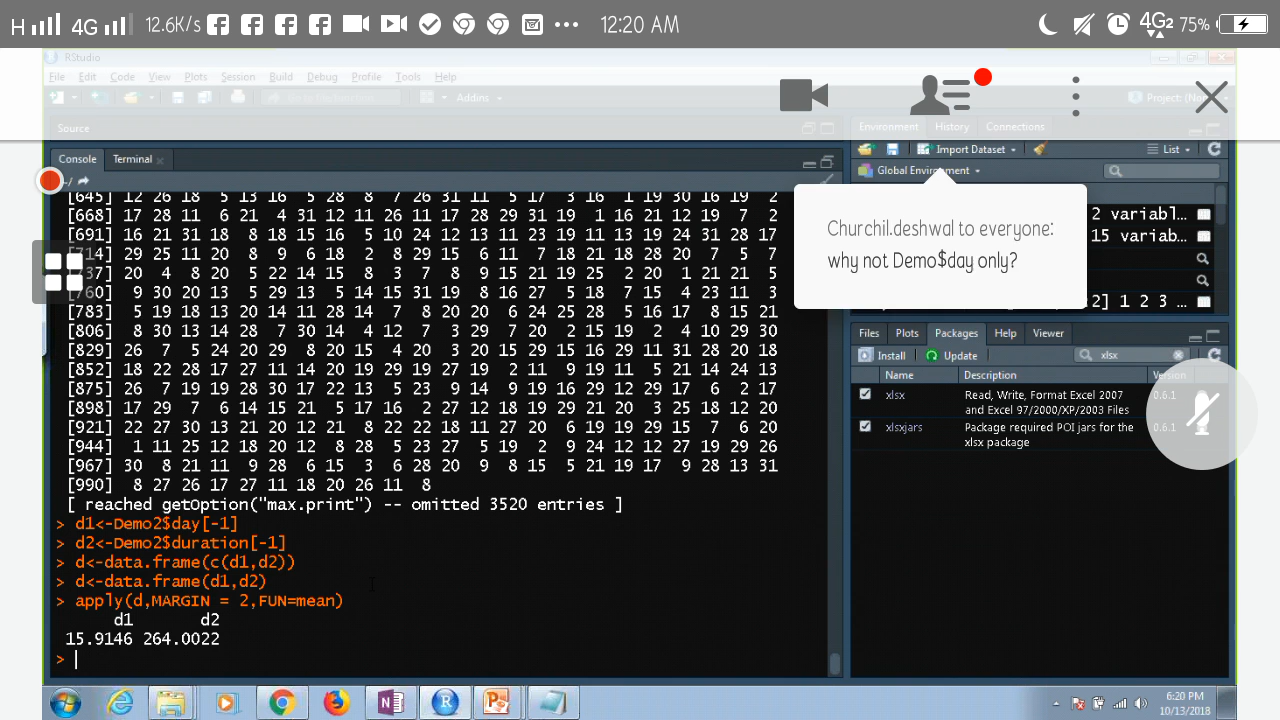 H 4G 12.6K/s 12:20 AM 4G2 75%
RStudio
File Edit Code View Plots Session Build Debug Profile Tools Help
Addins
Source
Console Terminal
~/
[645] 12 26 18 5 13 16 5 28 8 7 26 31 11 5 17 3 16 1 19 30 16 19 2
[668] 17 28 11 6 21 4 31 12 11 26 11 17 28 29 31 19 1 16 21 12 19 7 2
[691] 16 21 31 18 8 18 15 16 5 10 24 12 13 11 23 19 11 13 19 24 31 28 17
[714] 29 25 11 20 8 9 6 18 2 8 29 15 6 11 7 18 21 18 28 20 7 5 7
[737] 20 4 8 20 5 22 14 15 8 3 7 8 9 15 21 19 25 2 20 1 21 21 5
[760] 9 30 20 13 5 29 13 5 14 15 31 19 8 16 27 5 18 7 15 4 23 11 3
[783] 5 19 18 13 20 14 11 28 14 7 8 20 20 6 24 25 28 5 16 17 8 15 21
[806] 8 30 13 14 28 7 30 14 4 12 7 3 29 7 20 2 15 19 2 4 10 29 30
[829] 26 7 5 24 20 29 8 20 15 4 20 3 20 15 29 15 16 29 11 31 28 20 18
[852] 18 22 28 17 27 11 14 20 19 29 19 27 19 2 11 9 19 11 5 21 14 24 13
[875] 26 7 19 19 28 30 12 22 13 5 23 9 14 9 19 16 29 12 29 17 6 2 17
[898] 17 29 7 6 14 15 21 5 17 16 2 27 12 18 19 29 21 20 3 25 18 12 20
[921] 22 27 30 13 21 20 12 21 8 22 22 18 11 27 20 6 19 19 29 15 7 6 20
[944] 1 11 25 12 18 20 12 8 28 5 23 27 5 19 2 9 24 12 12 27 19 29 26
[967] 30 8 21 11 9 28 6 15 3 6 28 20 9 8 15 5 21 19 17 9 28 13 31
[990] 8 27 26 17 27 11 18 20 26 11 8
[ reached getOption("max.print") -- omitted 3520 entries ]
> d1<-Demo2$day[-1]
> d2<-Demo2$duration[-1]
> d<-data.frame(c(d1,d2))
> d<-data.frame(d1,d2)
> apply(d,MARGIN = 2,FUN=mean)
d1 d2
15.9146 264.0022
>
Project: (Non
Environment History Connections
Import Dataset List
Global Environment
2 variabl...
15 variab...
2] 1 2 3 ...
Churchil.deshwal to everyone:
why not Demo$day only?
Files Plots Packages Help Viewer
Install Update xlsx
Name Description Version
xlsx Read, Write, Format Excel 2007 and Excel 97/2000/XP/2003 Files 0.6.1
xlsxjars Package required POI jars for the xlsx package 0.6.1
6:20 PM
10/13/2018